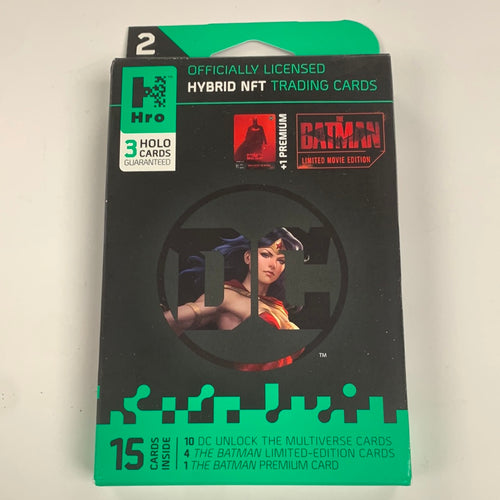 2
Hro
OFFICIALLY LICENSED
HYBRID NFT TRADING CARDS
3 HOLO
CARDS
GUARANTEED
+1 PREMIUM
THE
BATMAN
LIMITED MOVIE EDITION
DC
TM
15 CARDS INSIDE
10 DC UNLOCK THE MULTIVERSE CARDS
4 THE BATMAN LIMITED-EDITION CARDS
1 THE BATMAN PREMIUM CARD